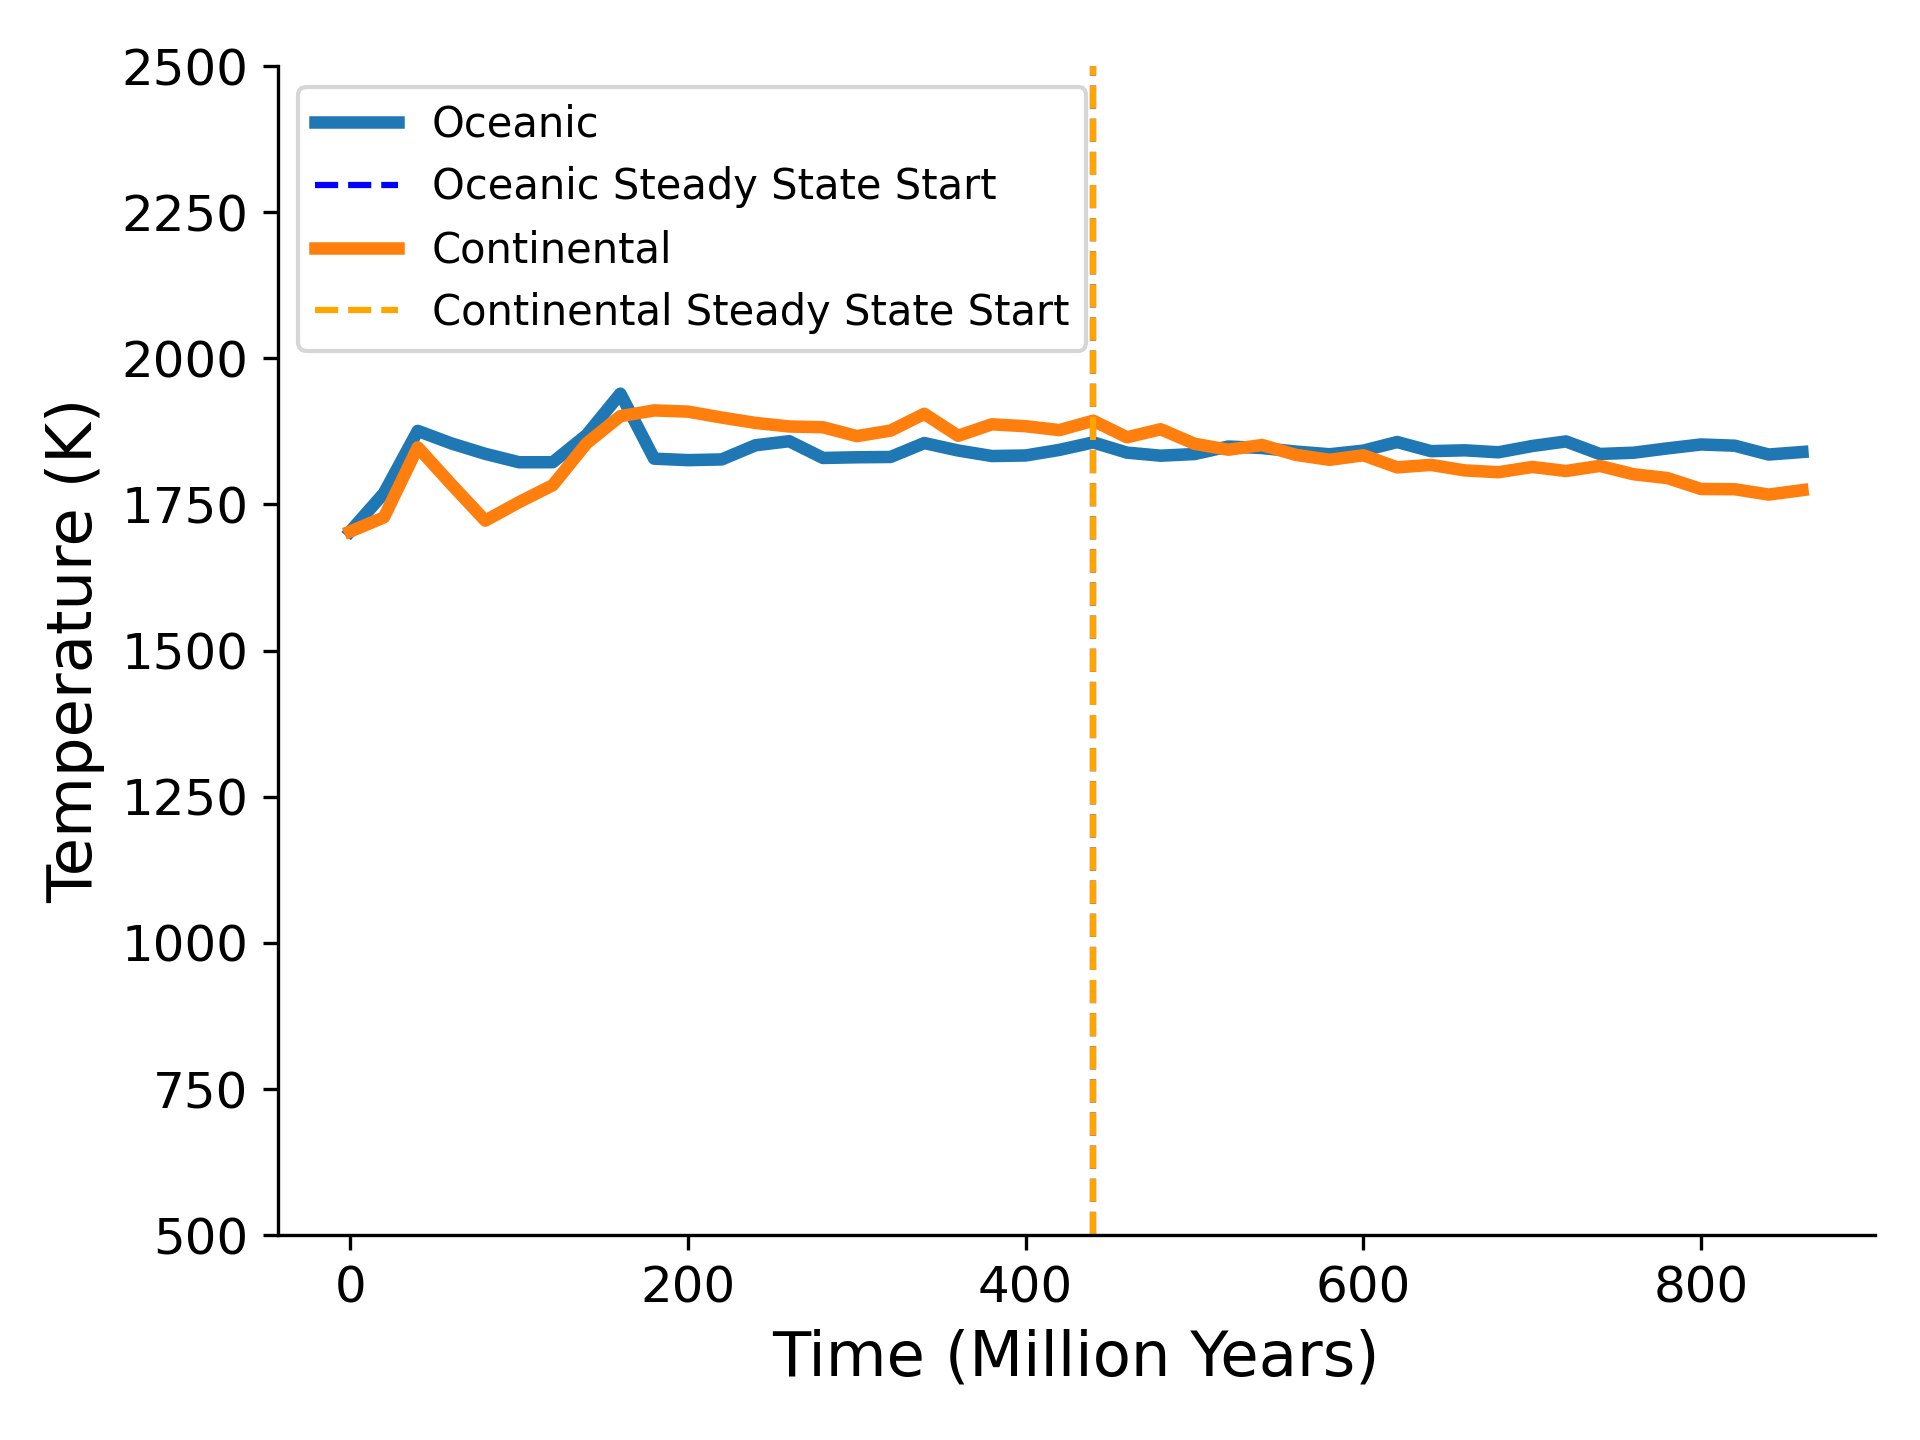 2500
2250
2000
1750
1500
1250
1000
750
500
Temperature (K)
Oceanic
Oceanic Steady State Start
Continental
Continental Steady State Start
0 200 400 600 800
Time (Million Years)